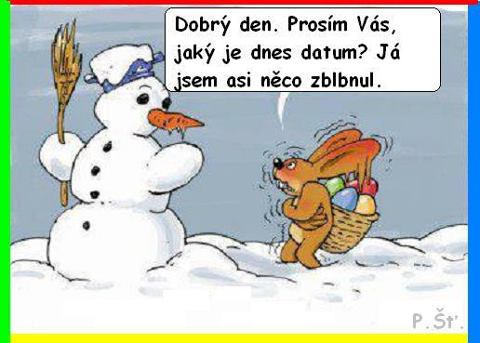 Dobrý den. Prosím Vás,
jaký je dnes datum? Já
jsem asi něco zblbnul.
P.Šť.